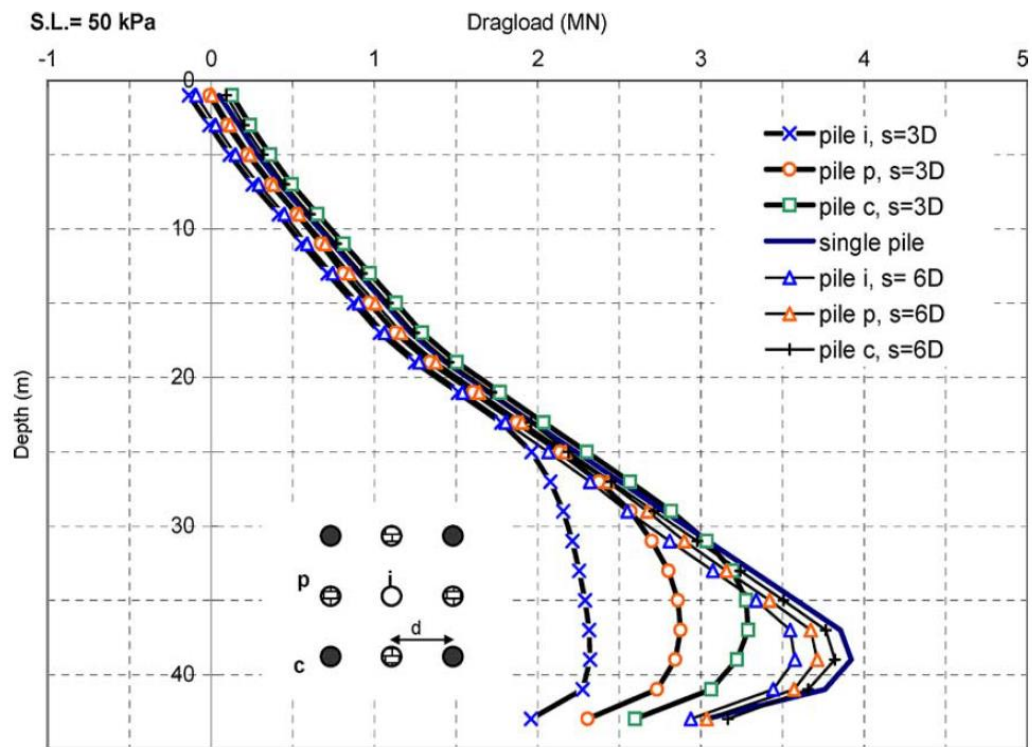 S.L.= 50 kPa
Dragload (MN)
-1 0 1 2 3 4 5
0
10
20
30
40
Depth (m)
pile i, s=3D
pile p, s=3D
pile c, s=3D
single pile
pile i, s= 6D
pile p, s=6D
pile c, s=6D
p
i
d
c